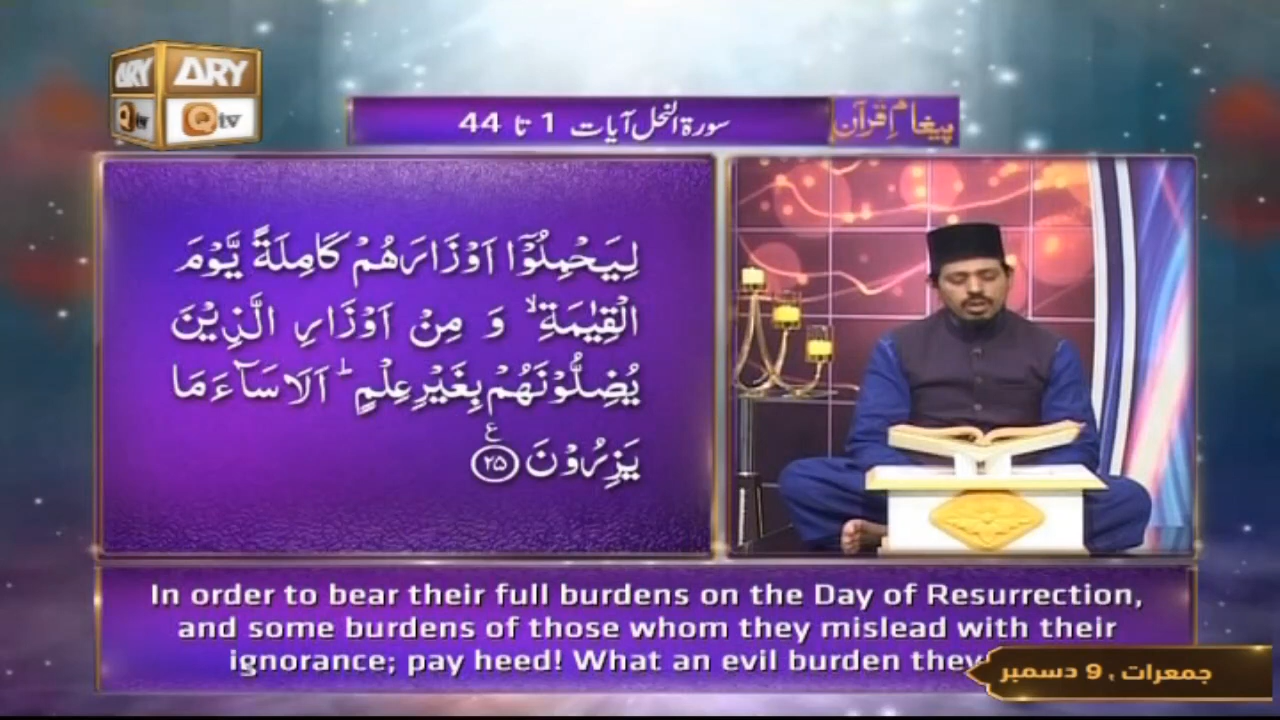 ARY
ARY
Qtv
Qtv
سورۃ النحل آیات 1 تا 44
پیغامِ قرآن
لِيَحْمِلُوْۤا اَوْزَارَهُمْ كَامِلَةً يَّوْمَ
الْقِيٰمَةِ ۙ وَ مِنْ اَوْزَارِ الَّذِيْنَ
يُضِلُّوْنَهُمْ بِغَيْرِ عِلْمٍ ؕ اَلَا سَآءَ مَا
يَزِرُوْنَ ﴿۲۵﴾ ع
In order to bear their full burdens on the Day of Resurrection,
and some burdens of those whom they mislead with their
ignorance; pay heed! What an evil burden they
جمعرات ، 9 دسمبر